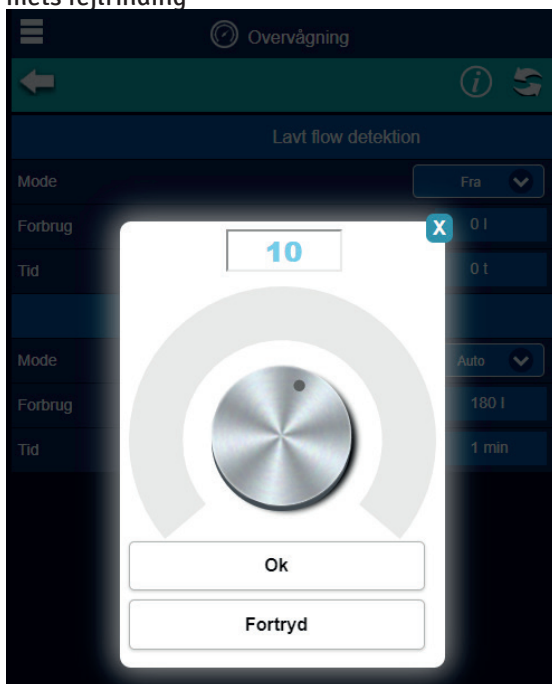 Overvågning
Lavt flow detektion
Mode Fra
Forbrug 0 l
Tid 0 t
X
10
Mode Auto
Forbrug 180 l
Tid 1 min
Ok
Fortryd